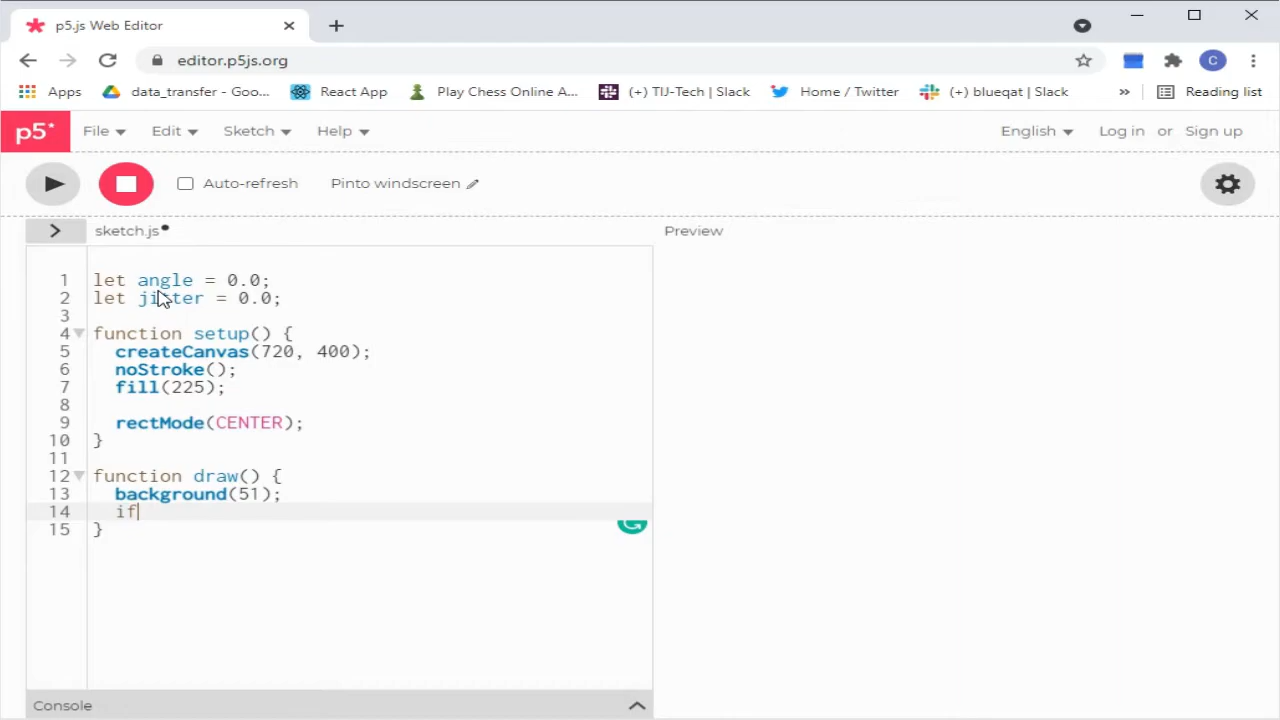 p5.js Web Editor
editor.p5js.org
Apps data_transfer - Goo... React App Play Chess Online A... (+) TIJ-Tech | Slack Home / Twitter (+) blueqat | Slack » Reading list
p5* File Edit Sketch Help English Log in or Sign up
Auto-refresh Pinto windscreen
> sketch.js Preview
1 let angle = 0.0;
2 let jitter = 0.0;
3
4 function setup() {
5 createCanvas(720, 400);
6 noStroke();
7 fill(225);
8
9 rectMode(CENTER);
10 }
11
12 function draw() {
13 background(51);
14 if
15 }
Console